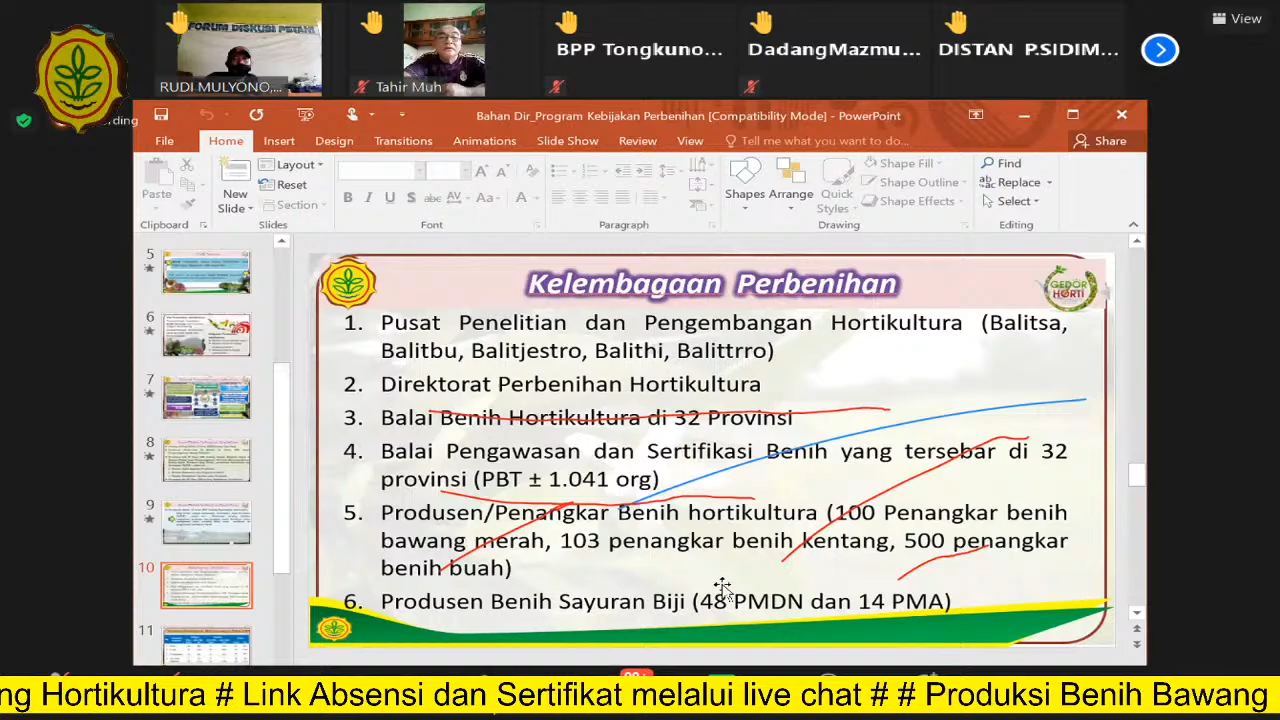 View
FORUM DISKUSI PETANI
RUDI MULYONO,...
Tahir Muh
BPP Tongkuno...
DadangMazmu...
DISTAN P.SIDIM...
Bahan Dir_Program Kebijakan Perbenihan [Compatibility Mode] - PowerPoint
File Home Insert Design Transitions Animations Slide Show Review View Tell me what you want to do... Share
Paste
New Slide
Layout
Reset
Section
B I U S abc AV Aa A
Shapes
Arrange
Quick Styles
Shape Fill
Shape Outline
Shape Effects
Find
Replace
Select
Clipboard Slides Font Paragraph Drawing Editing
5
6
7
8
9
10
11
Kelembagaan Perbenihan
GEDOR HORTI
1. Pusat Penelitian dan Pengembangan Hortikultura (Balitsa,
Balitbu, Balitjestro, Balithi, Balittrro)
2. Direktorat Perbenihan Hortikultura
3. Balai Benih Hortikultura di 32 Provinsi
4. Balai Pengawasan dan Sertifikasi Benih yang tersebar di 32
provinsi (PBT ± 1.041 org)
5. Produsen/Penangkar Benih hortikultura (100 Penangkar benih
bawang merah, 103 penangkar benih kentang, 500 penangkar
benih buah)
6. Produsen Benih Sayuran Biji (48 PMDN dan 14 PMA)
ng Hortikultura # Link Absensi dan Sertifikat melalui live chat # # Produksi Benih Bawang